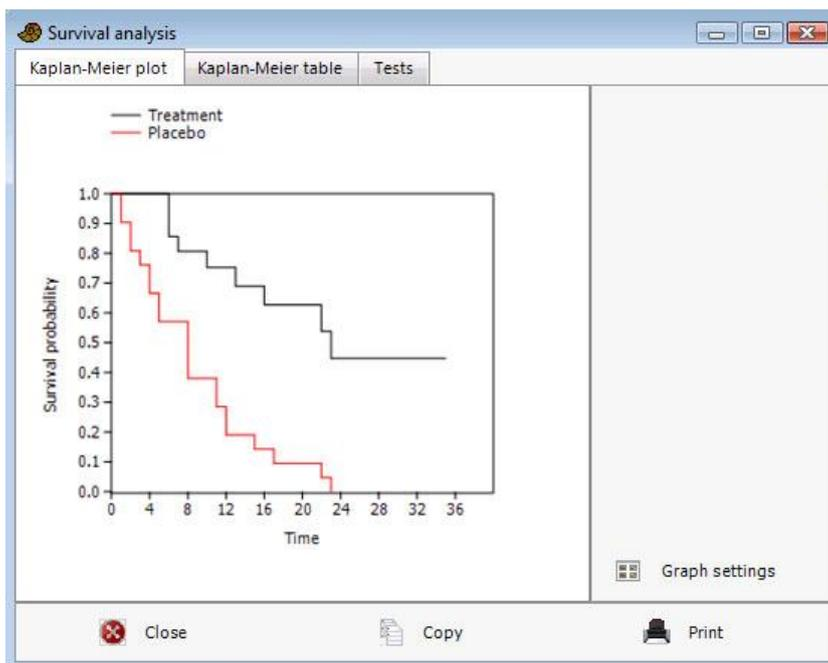 Survival analysis
Kaplan-Meier plot Kaplan-Meier table Tests
Treatment
Placebo
1.0
0.9
0.8
0.7
0.6
0.5
0.4
0.3
0.2
0.1
0.0
Survival probability
0 4 8 12 16 20 24 28 32 36
Time
Graph settings
Close Copy Print